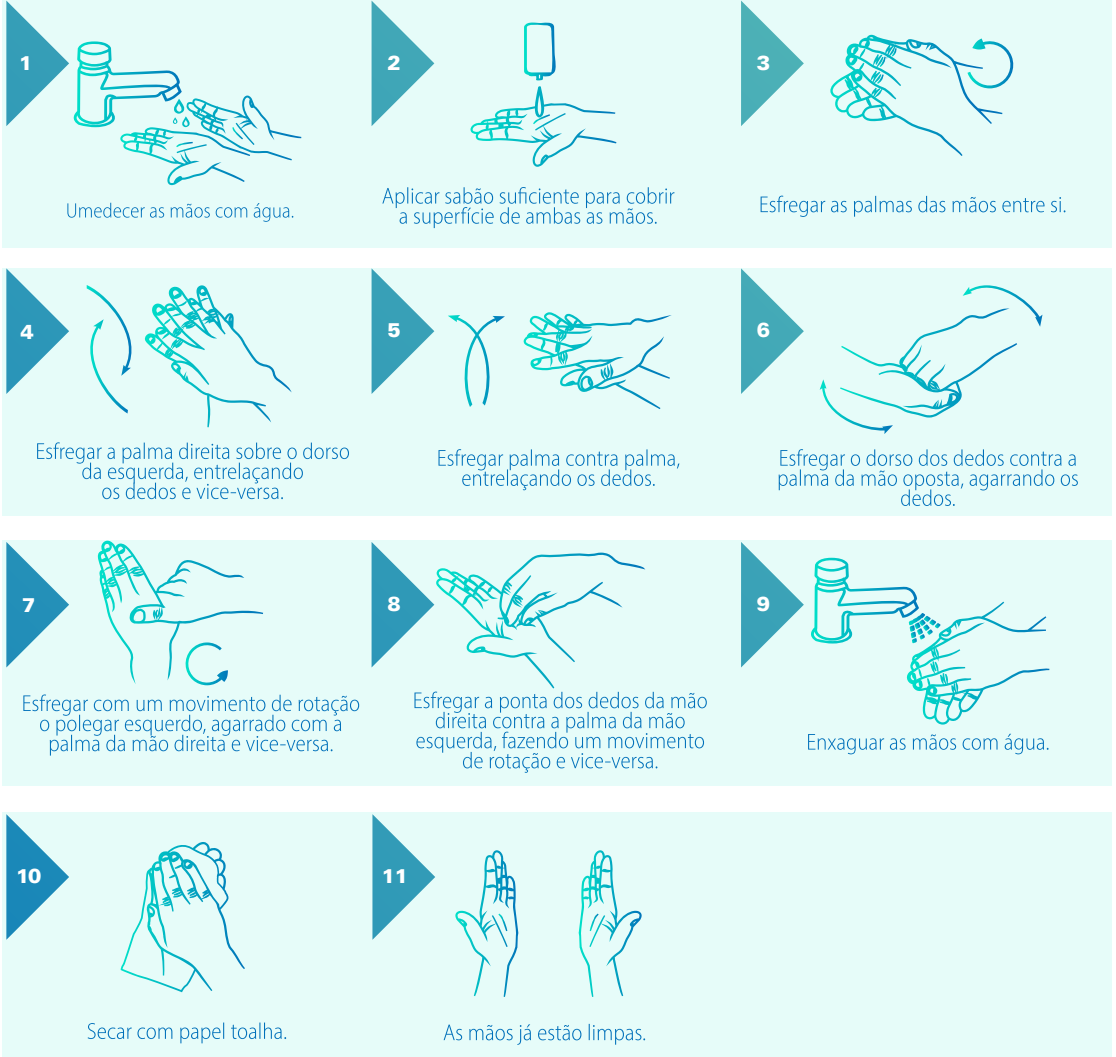 1
Umedecer as mãos com água.
2
Aplicar sabão suficiente para cobrir
a superfície de ambas as mãos.
3
Esfregar as palmas das mãos entre si.
4
Esfregar a palma direita sobre o dorso
da esquerda, entrelaçando
os dedos e vice-versa.
5
Esfregar palma contra palma,
entrelaçando os dedos.
6
Esfregar o dorso dos dedos contra a
palma da mão oposta, agarrando os
dedos.
7
Esfregar com um movimento de rotação
o polegar esquerdo, agarrado com a
palma da mão direita e vice-versa.
8
Esfregar a ponta dos dedos da mão
direita contra a palma da mão
esquerda, fazendo um movimento
de rotação e vice-versa.
9
Enxaguar as mãos com água.
10
Secar com papel toalha.
11
As mãos já estão limpas.